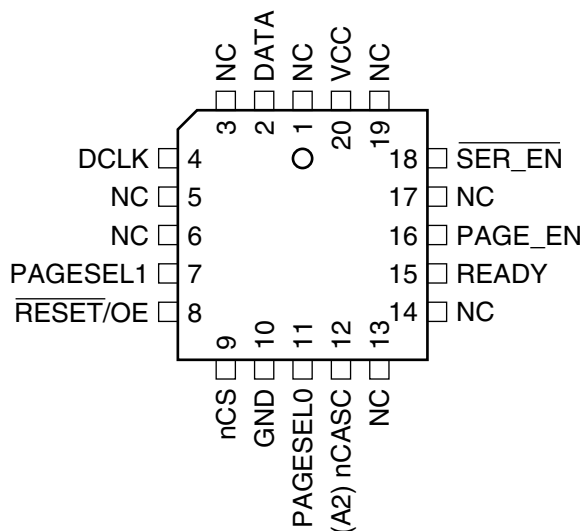 NC
DATA
NC
VCC
NC
3
2
1
20
19
DCLK 4
18 SER_EN
NC 5
17 NC
NC 6
16 PAGE_EN
PAGESEL1 7
15 READY
RESET/OE 8
14 NC
9
10
11
12
13
nCS
GND
PAGESEL0
(A2) nCASC
NC